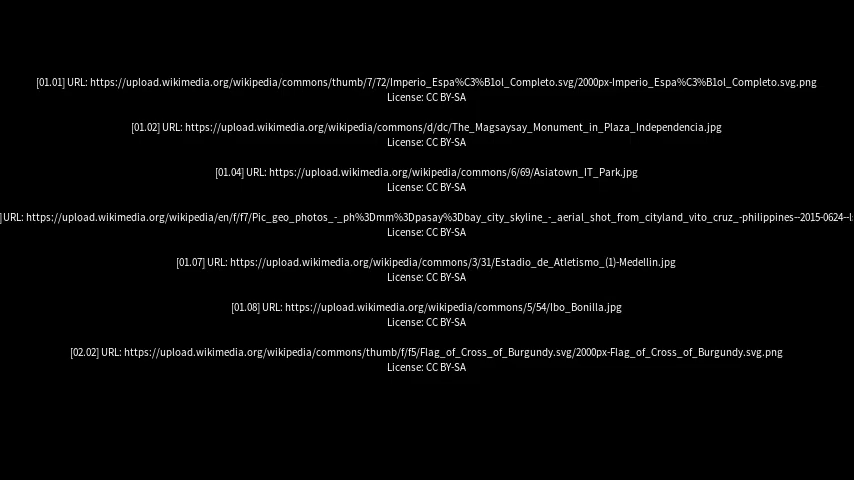 [01.01] URL: https://upload.wikimedia.org/wikipedia/commons/thumb/7/72/Imperio_Espa%C3%B1ol_Completo.svg/2000px-Imperio_Espa%C3%B1ol_Completo.svg.png
License: CC BY-SA
[01.02] URL: https://upload.wikimedia.org/wikipedia/commons/d/dc/The_Magsaysay_Monument_in_Plaza_Independencia.jpg
License: CC BY-SA
[01.04] URL: https://upload.wikimedia.org/wikipedia/commons/6/69/Asiatown_IT_Park.jpg
License: CC BY-SA
] URL: https://upload.wikimedia.org/wikipedia/en/f/f7/Pic_geo_photos_-_ph%3Dmm%3Dpasay%3Dbay_city_skyline_-_aerial_shot_from_cityland_vito_cruz_-philippines--2015-0624--
License: CC BY-SA
[01.07] URL: https://upload.wikimedia.org/wikipedia/commons/3/31/Estadio_de_Atletismo_(1)-Medellin.jpg
License: CC BY-SA
[01.08] URL: https://upload.wikimedia.org/wikipedia/commons/5/54/Ibo_Bonilla.jpg
License: CC BY-SA
[02.02] URL: https://upload.wikimedia.org/wikipedia/commons/thumb/f/f5/Flag_of_Cross_of_Burgundy.svg/2000px-Flag_of_Cross_of_Burgundy.svg.png
License: CC BY-SA